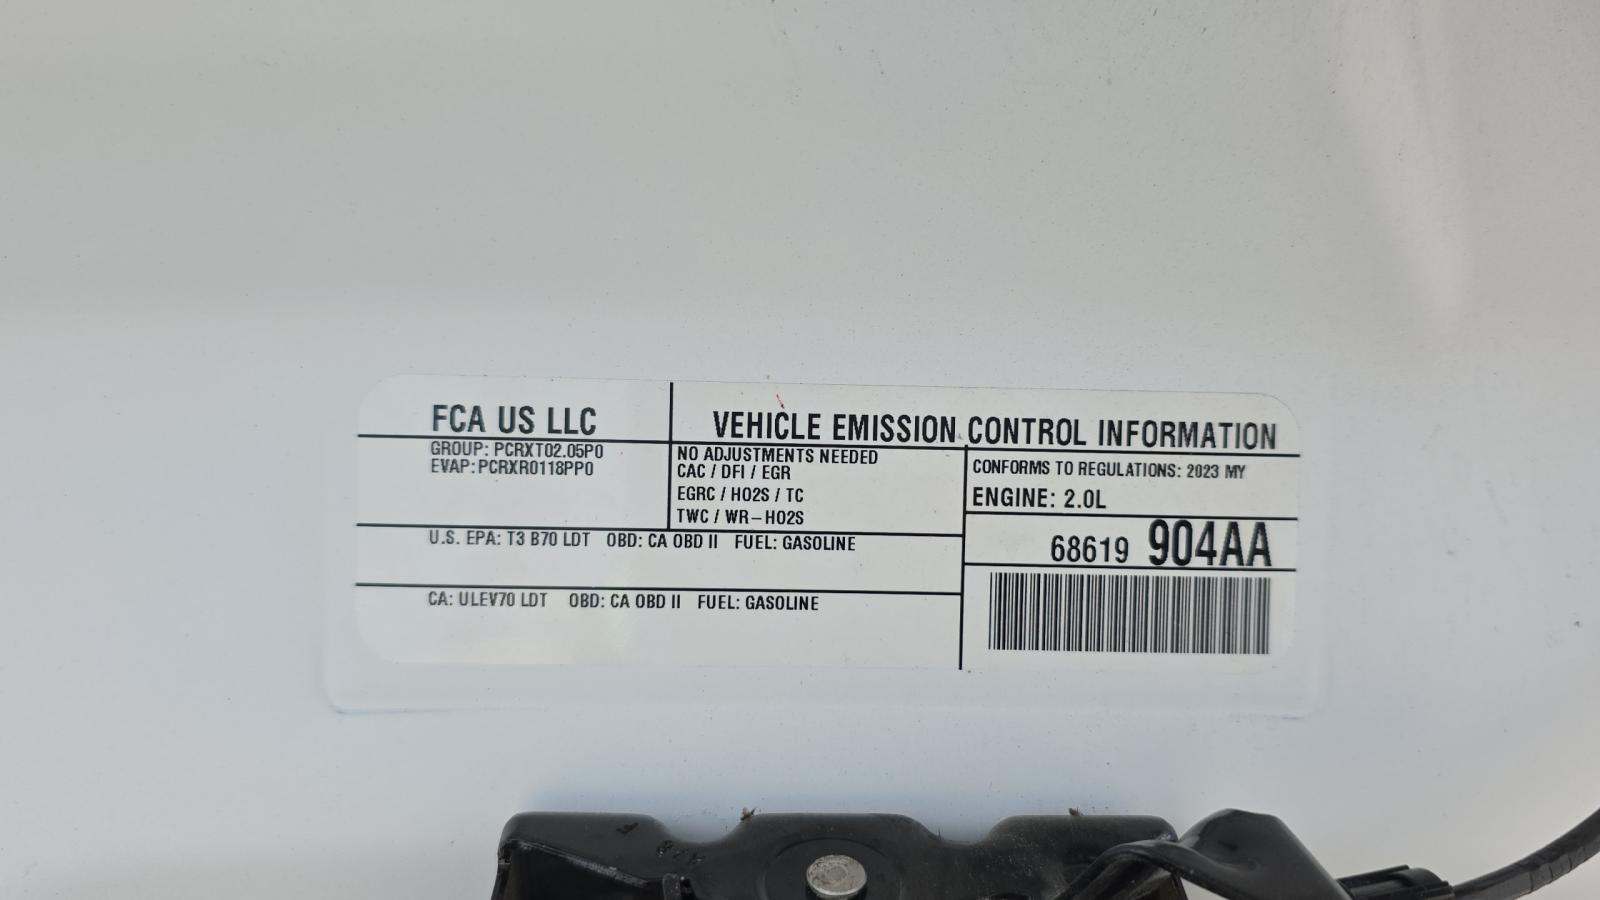 FCA US LLC
VEHICLE EMISSION CONTROL INFORMATION
GROUP: PCRXT02.05P0
EVAP: PCRXR0118PP0
NO ADJUSTMENTS NEEDED
CAC / DFI / EGR
EGRC / HO2S / TC
TWC / WR-HO2S
CONFORMS TO REGULATIONS: 2023 MY
ENGINE: 2.0L
U.S. EPA: T3 B70 LDT OBD: CA OBD II FUEL: GASOLINE
68619 904AA
CA: ULEV70 LDT OBD: CA OBD II FUEL: GASOLINE